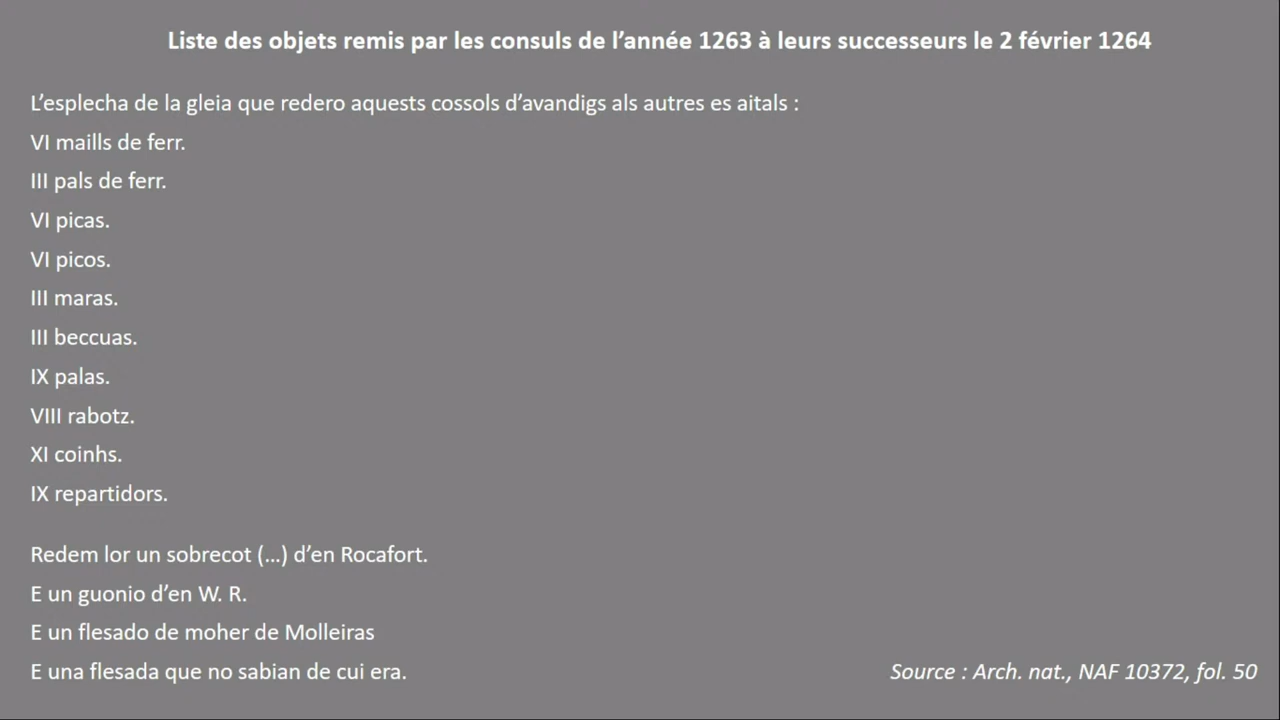 Liste des objets remis par les consuls de l’année 1263 à leurs successeurs le 2 février 1264
L’esplecha de la gleia que redero aquests cossols d’avandigs als autres es aitals :
VI maills de ferr.
III pals de ferr.
VI picas.
VI picos.
III maras.
III beccuas.
IX palas.
VIII rabotz.
XI coinhs.
IX repartidors.
Redem lor un sobrecot (…) d’en Rocafort.
E un guonio d’en W. R.
E un flesado de moher de Molleiras
E una flesada que no sabian de cui era.
Source : Arch. nat., NAF 10372, fol. 50